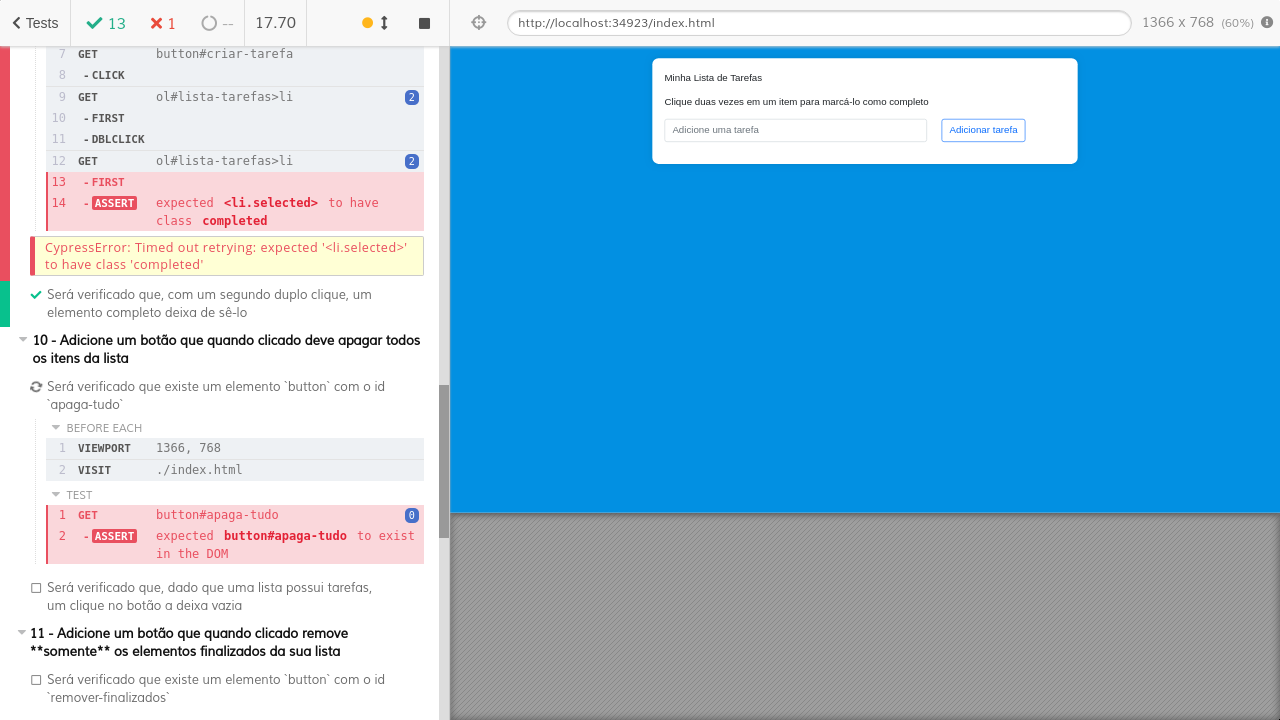 Tests 13 1 -- 17.70
http://localhost:34923/index.html 1366 x 768 (60%)
7 GET button#criar-tarefa
8 - CLICK
9 GET ol#lista-tarefas>li 2
10 - FIRST
11 - DBLCLICK
12 GET ol#lista-tarefas>li 2
13 - FIRST
14 - ASSERT expected <li.selected> to have
class completed
CypressError: Timed out retrying: expected '<li.selected>'
to have class 'completed'
Será verificado que, com um segundo duplo clique, um
elemento completo deixa de sê-lo
10 - Adicione um botão que quando clicado deve apagar todos
os itens da lista
Será verificado que existe um elemento `button` com o id
`apaga-tudo`
BEFORE EACH
1 VIEWPORT 1366, 768
2 VISIT ./index.html
TEST
1 GET button#apaga-tudo 0
2 - ASSERT expected button#apaga-tudo to exist
in the DOM
Será verificado que, dado que uma lista possui tarefas,
um clique no botão a deixa vazia
11 - Adicione um botão que quando clicado remove
**somente** os elementos finalizados da sua lista
Será verificado que existe um elemento `button` com o id
`remover-finalizados`
Minha Lista de Tarefas
Clique duas vezes em um item para marcá-lo como completo
Adicione uma tarefa Adicionar tarefa